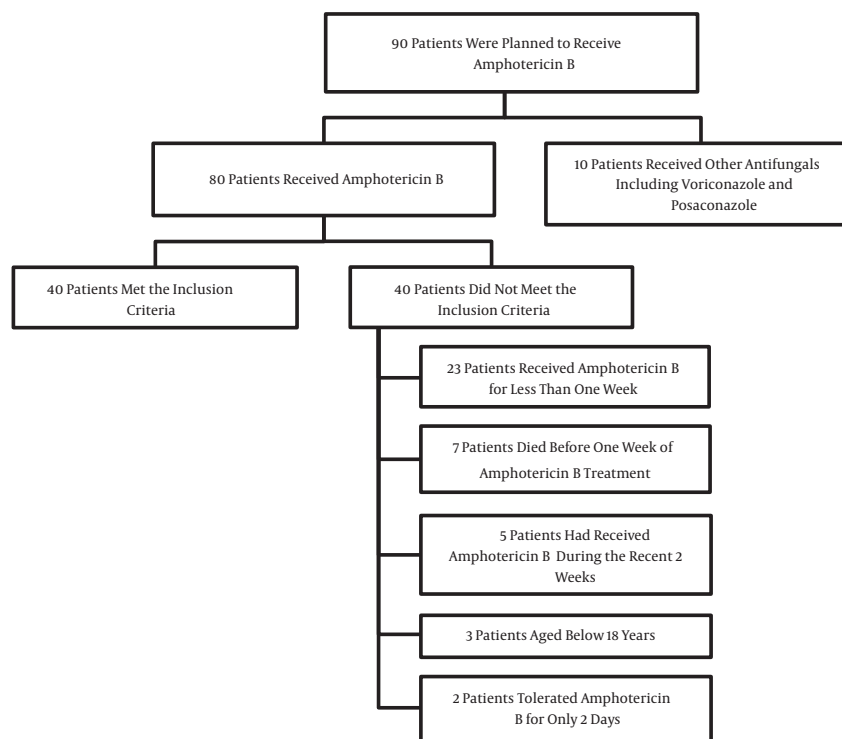 90 Patients Were Planned to Receive
Amphotericin B
80 Patients Received Amphotericin B
10 Patients Received Other Antifungals
Including Voriconazole and
Posaconazole
40 Patients Met the Inclusion
Criteria
40 Patients Did Not Meet the
Inclusion Criteria
23 Patients Received Amphotericin B
for Less Than One Week
7 Patients Died Before One Week of
Amphotericin B Treatment
5 Patients Had Received
Amphotericin B During the Recent 2
Weeks
3 Patients Aged Below 18 Years
2 Patients Tolerated Amphotericin
B for Only 2 Days